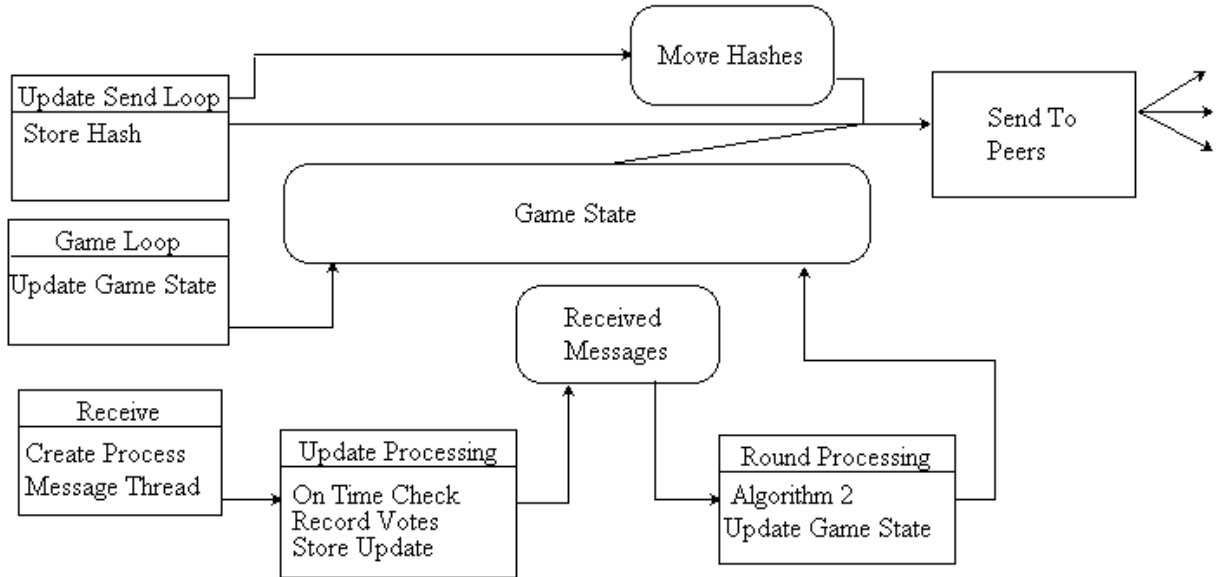 Move Hashes
Update Send Loop
Store Hash
Send To
Peers
Game State
Game Loop
Update Game State
Received
Messages
Receive
Create Process
Message Thread
Update Processing
On Time Check
Record Votes
Store Update
Round Processing
Algorithm 2
Update Game State